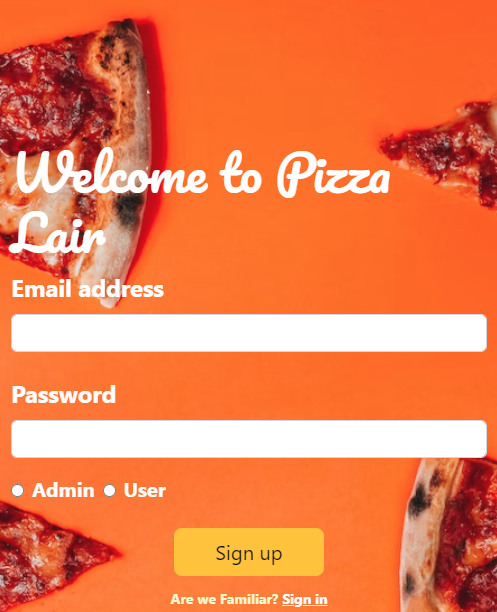 Welcome to Pizza
Lair
Email address
Password
Admin User
Sign up
Are we Familiar? Sign in